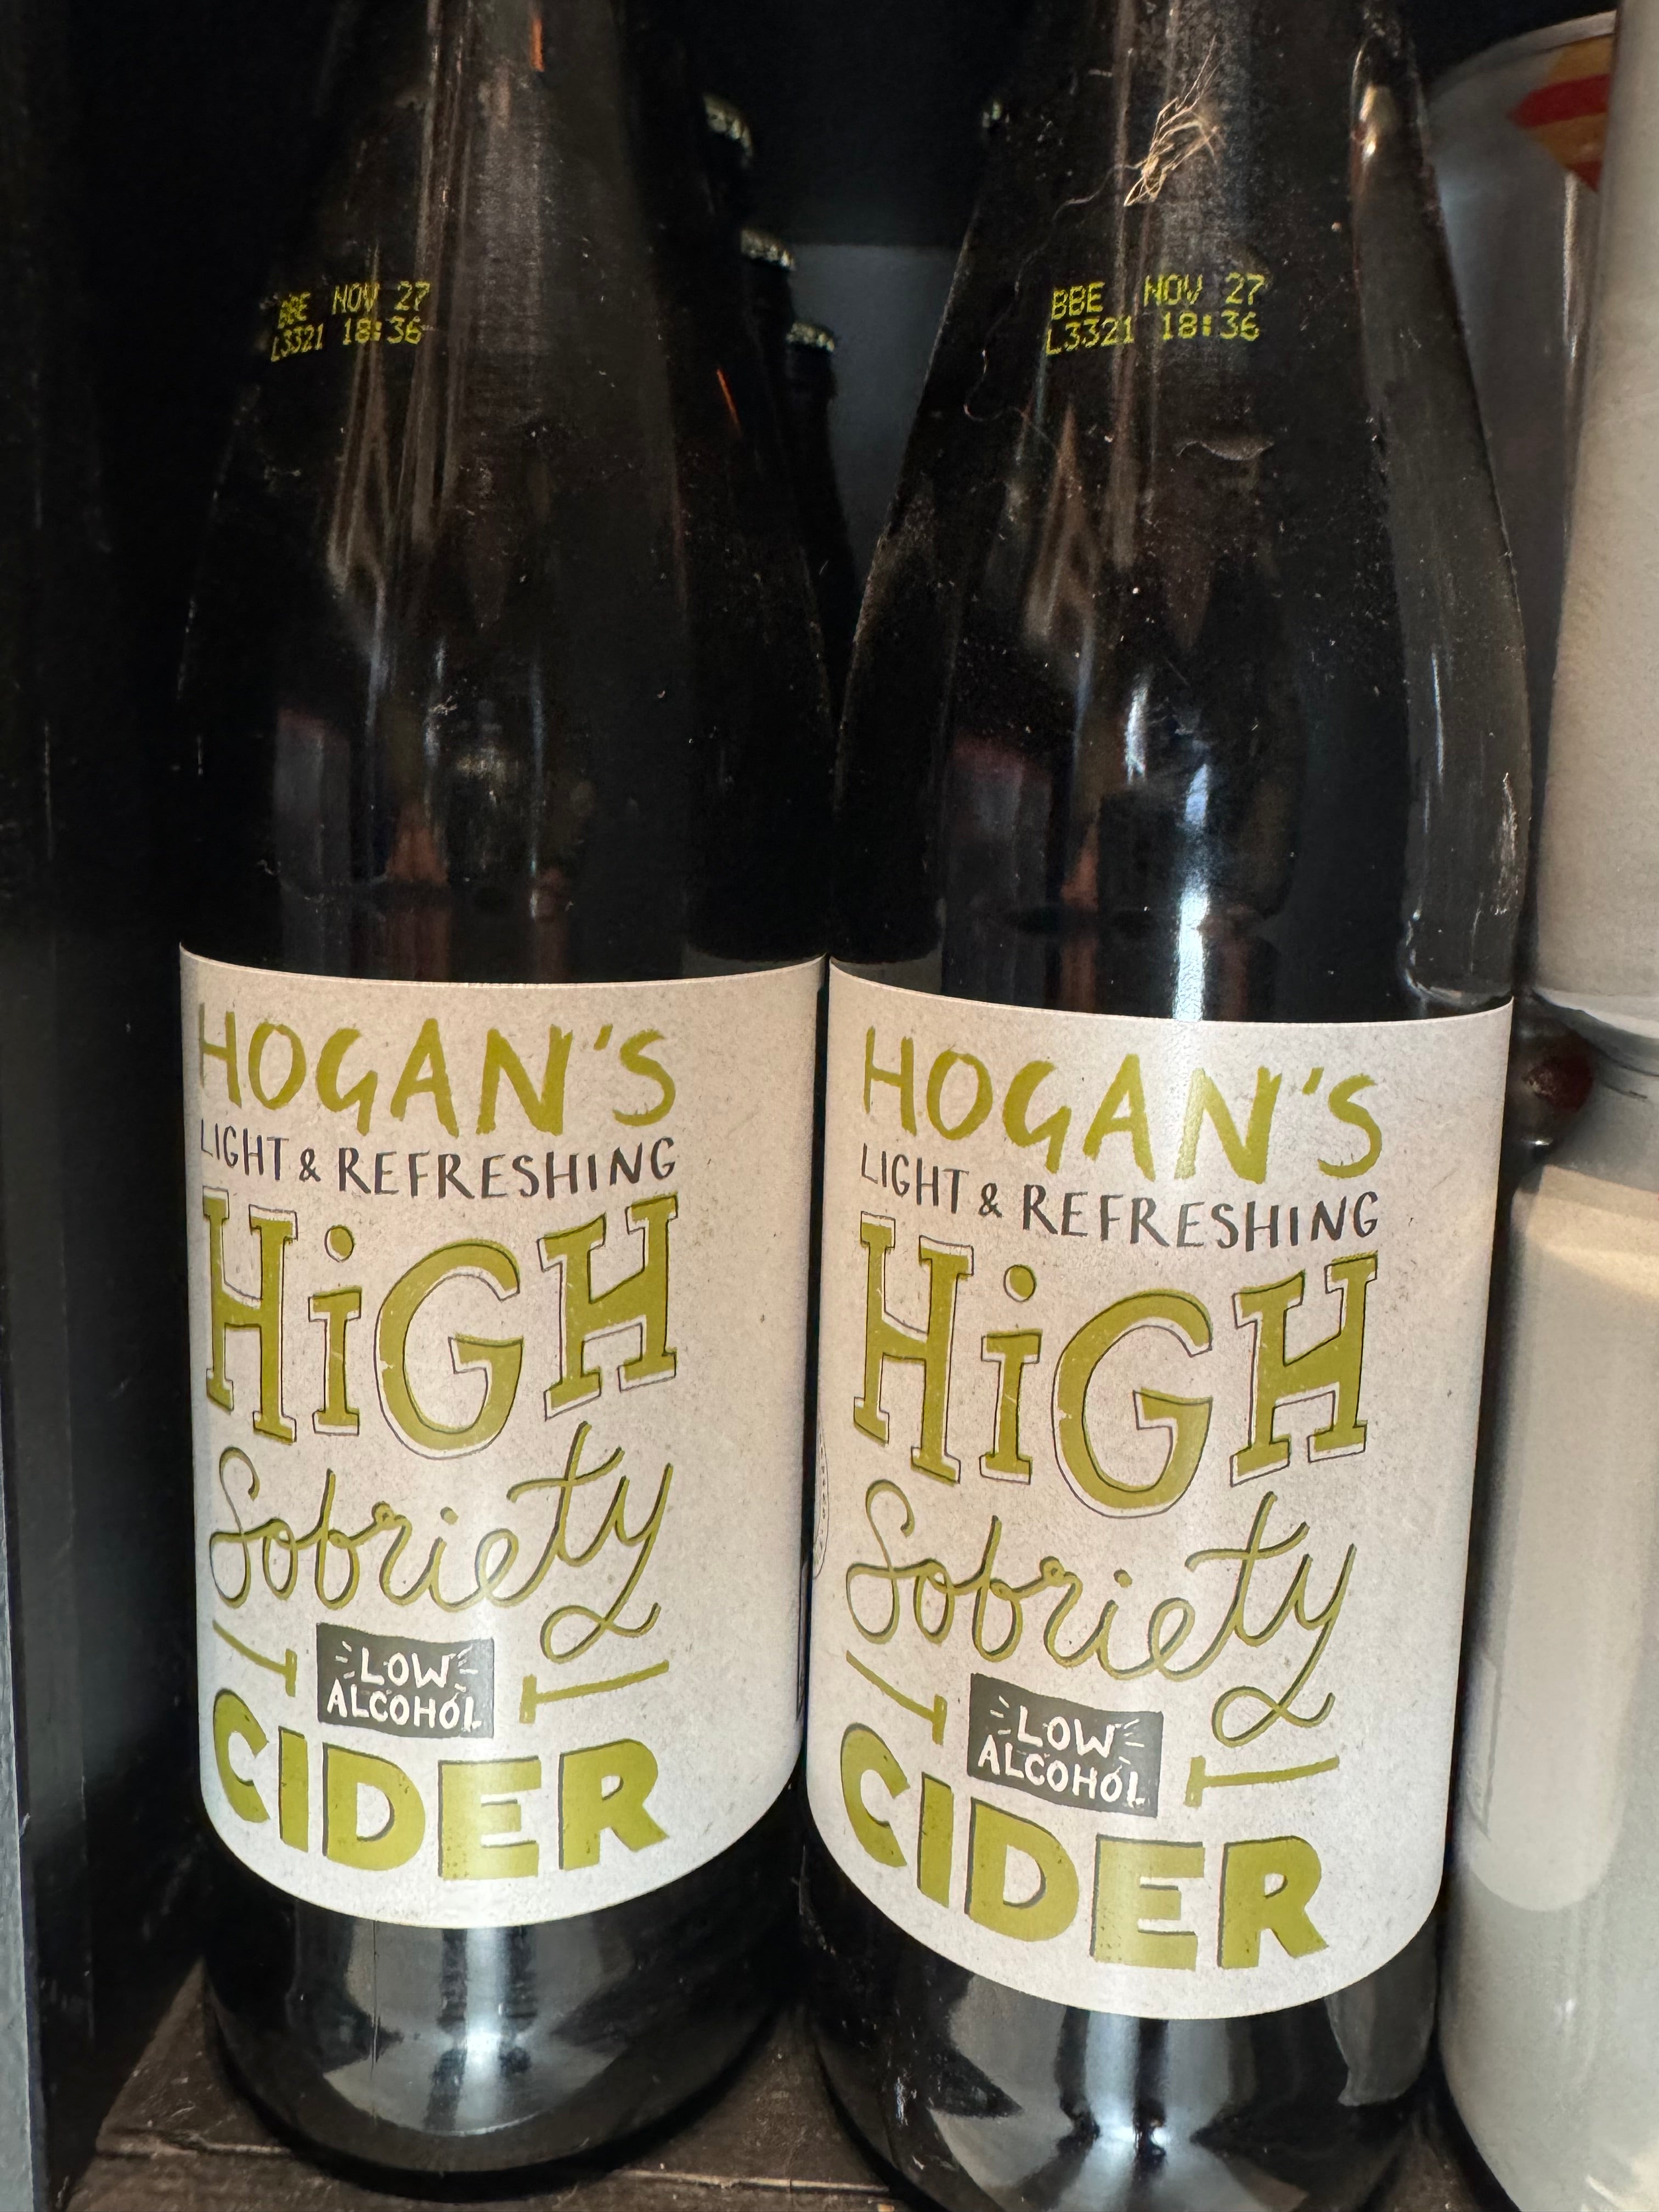 BBE NOV 27
L3321 18:36
HOGAN'S
LIGHT & REFRESHING
HiGH
Sobriety
LOW
ALCOHOL
CIDER
BBE NOV 27
L3321 18:36
HOGAN'S
LIGHT & REFRESHING
HiGH
Sobriety
LOW
ALCOHOL
CIDER